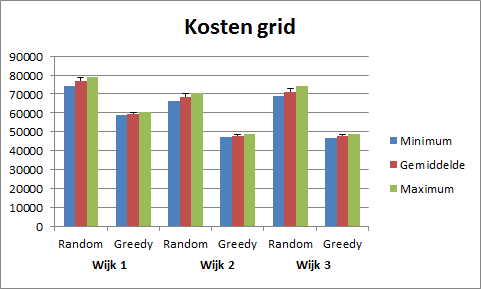 Kosten grid
90000
80000
70000
60000
50000
40000
30000
20000
10000
0
Random Greedy Random Greedy Random Greedy
Wijk 1 Wijk 2 Wijk 3
Minimum
Gemiddelde
Maximum